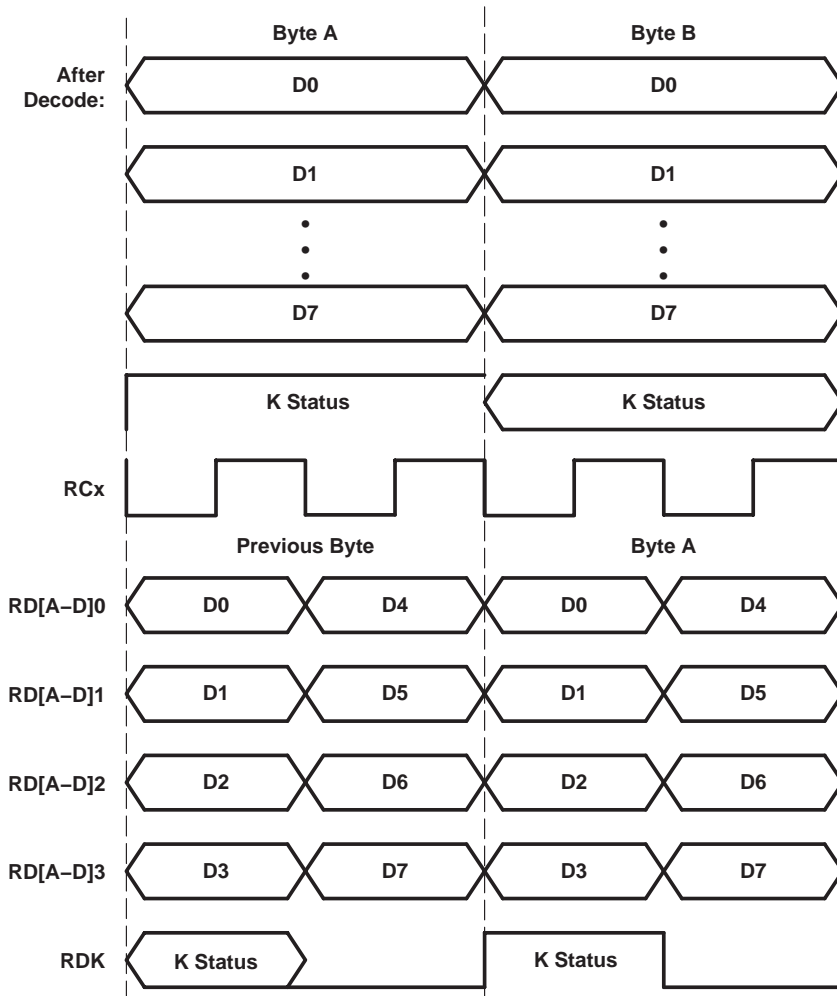 Byte A Byte B
After Decode: D0 D0
D1 D1
D7 D7
K Status K Status
RCx
Previous Byte Byte A
RD[A–D]0 D0 D4 D0 D4
RD[A–D]1 D1 D5 D1 D5
RD[A–D]2 D2 D6 D2 D6
RD[A–D]3 D3 D7 D3 D7
RDK K Status K Status